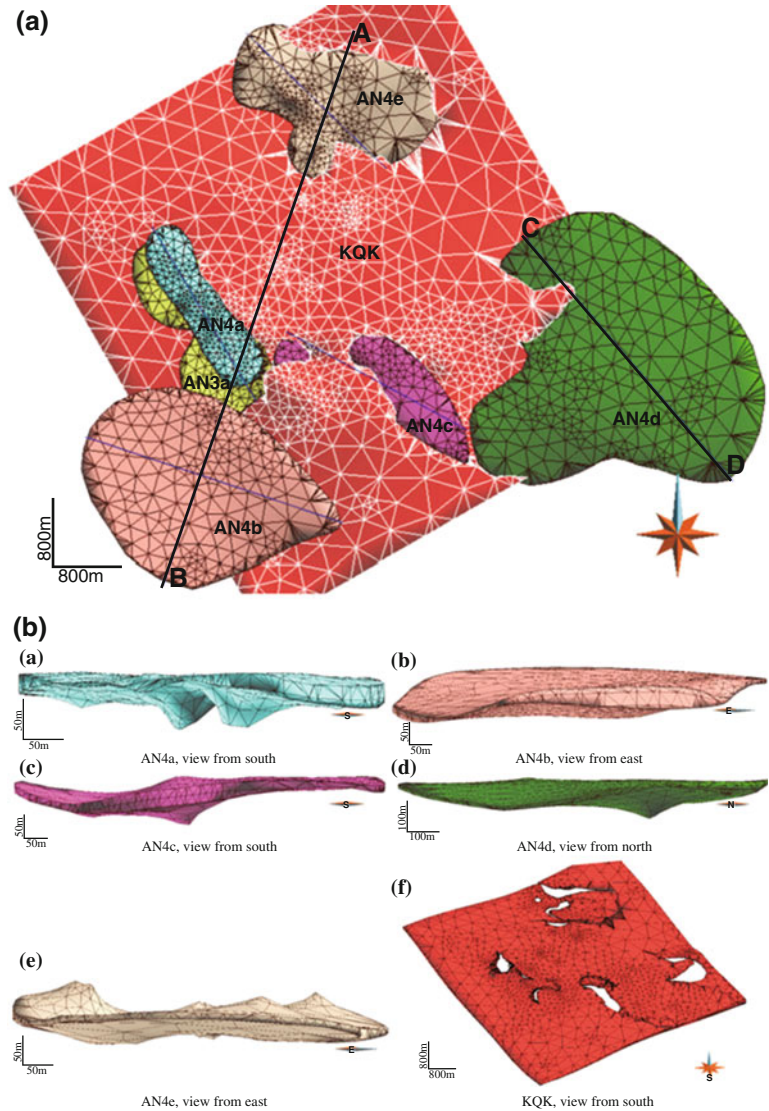 (a)
A
AN4e
C
KQK
AN4a
AN3a
AN4c
AN4d
D
AN4b
B
800m
800m
(b)
(a)
50m
50m
S
AN4a, view from south
(b)
50m
50m
E
AN4b, view from east
(c)
50m
50m
S
AN4c, view from south
(d)
100m
100m
N
AN4d, view from north
(e)
50m
50m
E
AN4e, view from east
(f)
800m
800m
S
KQK, view from south